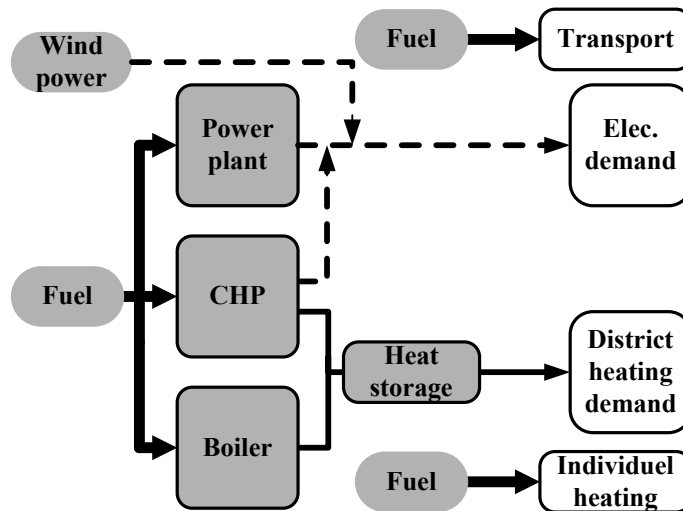 Wind
power
Fuel
Transport
Power
plant
Elec.
demand
Fuel
CHP
Heat
storage
District
heating
demand
Boiler
Fuel
Individuel
heating